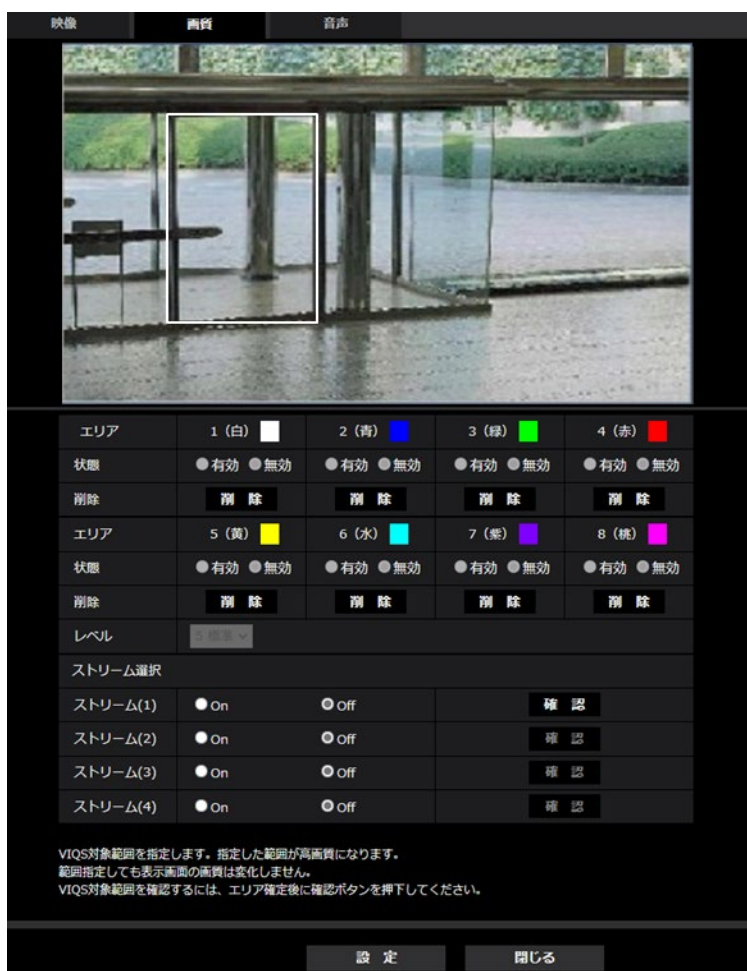 映像 画質 音声
エリア 1（白） 2（青） 3（緑） 4（赤）
状態 有効 無効 有効 無効 有効 無効 有効 無効
削除 削 除 削 除 削 除 削 除
エリア 5（黄） 6（水） 7（紫） 8（桃）
状態 有効 無効 有効 無効 有効 無効 有効 無効
削除 削 除 削 除 削 除 削 除
レベル 5 標準
ストリーム選択
ストリーム(1) On Off 確 認
ストリーム(2) On Off 確 認
ストリーム(3) On Off 確 認
ストリーム(4) On Off 確 認
VIQS対象範囲を指定します。指定した範囲が高画質になります。
範囲指定しても表示画面の画質は変化しません。
VIQS対象範囲を確認するには、エリア確定後に確認ボタンを押下してください。
設 定 閉じる